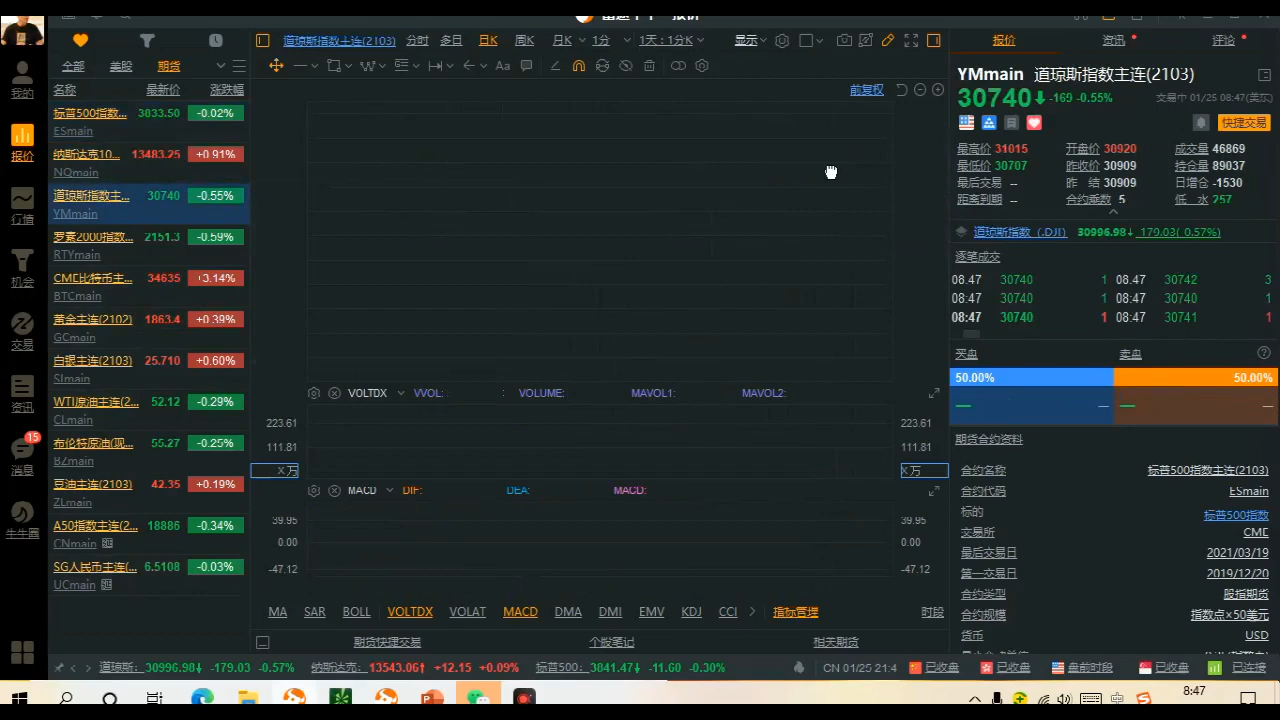 道琼斯指数主连(2103) 分时 多日 日K 周K 月K 1分 1天：1分K 显示
报价 资讯 评论
我的
全部 美股 期货
Aa
YMmain 道琼斯指数主连(2103)
名称 最新价 涨跌幅
前复权
30740 -169 -0.55% 交易中 01/25 08:47(美东)
标普500指数... 3833.50 -0.02%
ESmain
快捷交易
报价
纳斯达克10... 13483.25 +0.91%
NQmain
最高价 31015 开盘价 30920 成交量 46869
最低价 30707 昨收价 30909 持仓量 89037
最后交易 -- 昨 结 30909 日增仓 -1530
距离到期 -- 合约乘数 5 低 水 257
道琼斯指数主... 30740 -0.55%
YMmain
行情
罗素2000指数... 2151.3 -0.59%
RTYmain
道琼斯指数 (.DJI) 30996.98 179.03( 0.57%)
逐笔成交
机会
CME比特币主... 34635 +3.14%
BTCmain
08:47 30740 1 08:47 30742 3
08:47 30740 1 08:47 30740 1
08:47 30740 1 08:47 30741 1
黄金主连(2102) 1863.4 +0.39%
GCmain
交易
白银主连(2103) 25.710 +0.60%
SImain
买盘 卖盘
50.00% 50.00%
资讯
WTI原油主连(2... 52.12 -0.29%
CLmain
VOLTDX VVOL: : VOLUME: MAVOL1: MAVOL2:
223.61 223.61
111.81 111.81
X万 X万
15
消息
布伦特原油(现... 55.27 -0.25%
BZmain
期货合约资料
合约名称 标普500指数主连(2103)
合约代码 ESmain
标的 标普500指数
交易所 CME
最后交易日 2021/03/19
第一交易日 2019/12/20
合约类型 股指期货
合约规模 指数点×50美元
货币 USD
豆油主连(2103) 42.35 +0.19%
ZLmain
MACD DIF: DEA: MACD:
39.95 39.95
0.00 0.00
-47.12 -47.12
牛牛圈
A50指数主连(2... 18886 -0.34%
CNmain
SG人民币主连(... 6.5108 -0.03%
UCmain
MA SAR BOLL VOLTDX VOLAT MACD DMA DMI EMV KDJ CCI 指标管理 时段
期货快捷交易 个股笔记 相关期货
道琼斯: 30996.98 -179.03 -0.57% 纳斯达克: 13543.06 +12.15 +0.09% 标普500: 3841.47 -11.60 -0.30% CN 01/25 21:4 已收盘 已收盘 盘前时段 已收盘 已连接
中 8:47